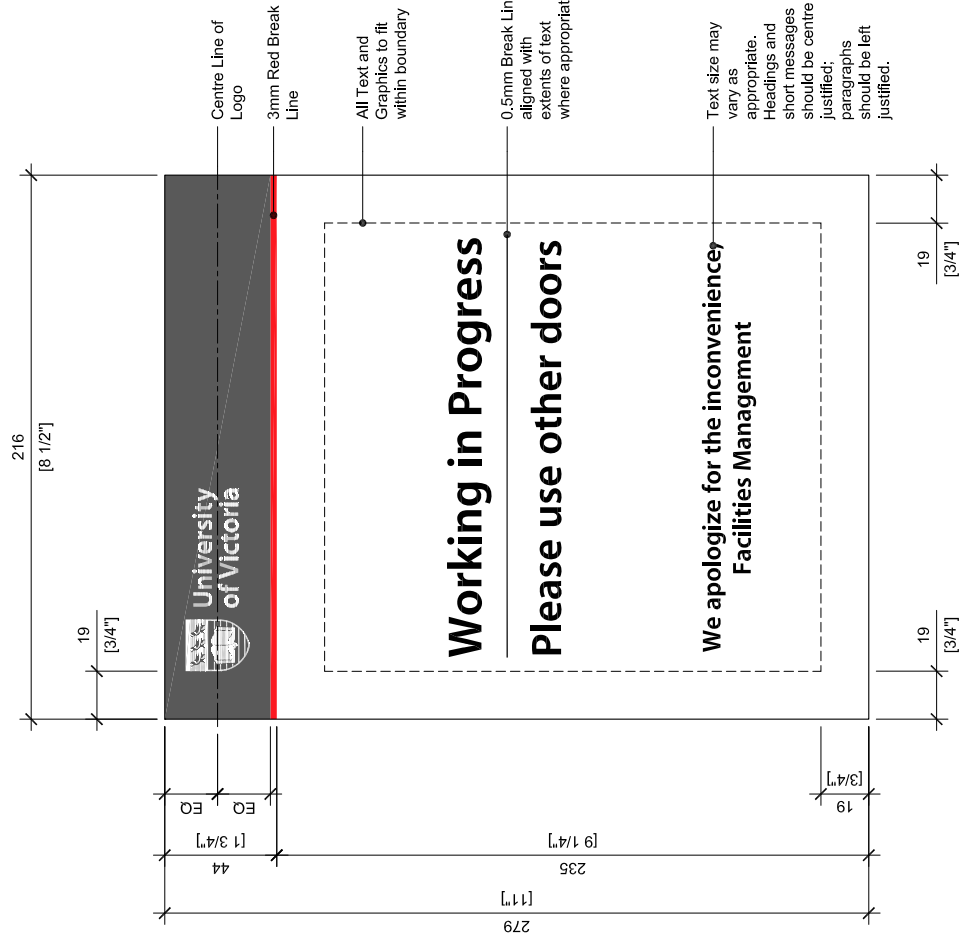 216
[8 1/2"]
19
[3/4"]
University
of Victoria
Centre Line of
Logo
3mm Red Break
Line
All Text and
Graphics to fit
within boundary
Working in Progress
0.5mm Break Lin
aligned with
extents of text
where appropriat
Please use other doors
We apologize for the inconvenience,
Facilities Management
Text size may
vary as
appropriate.
Headings and
short messages
should be centre
justified;
paragraphs
should be left
justified.
19
[3/4"]
19
[3/4"]
EQ
EQ
44
[1 3/4"]
235
[9 1/4"]
19
[3/4"]
279
[11"]